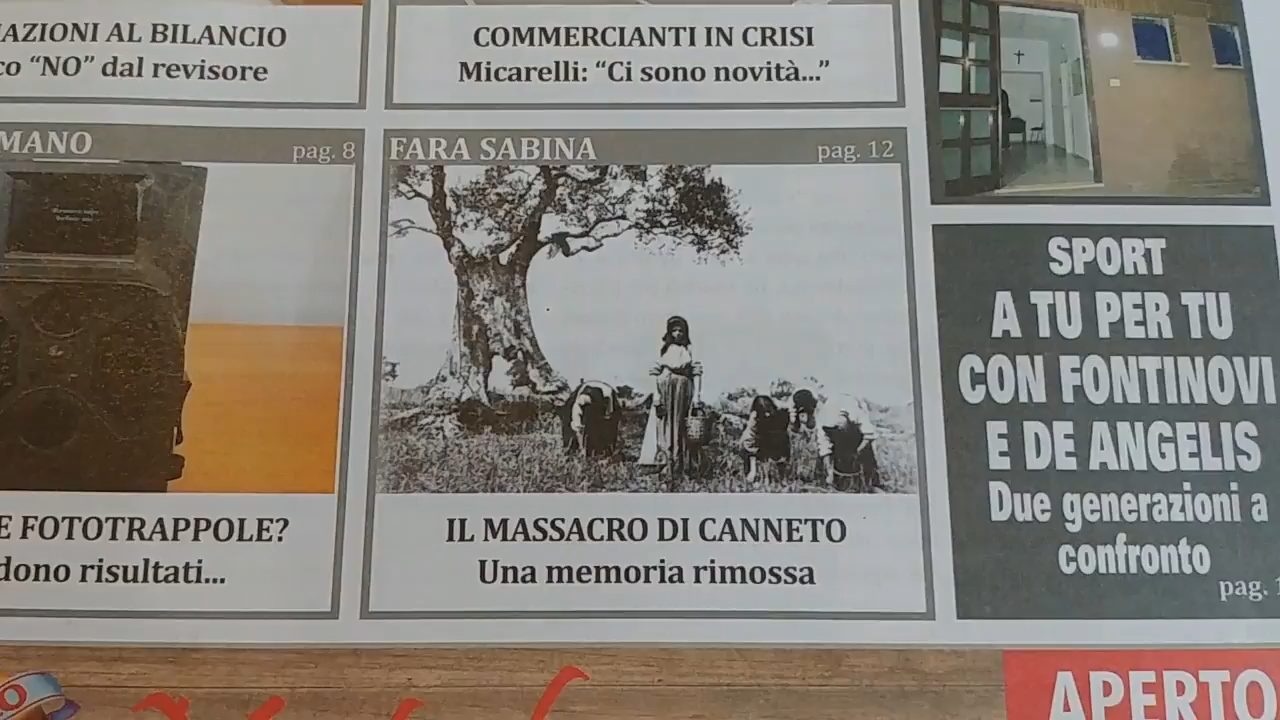 AZIONI AL BILANCIO
co “NO” dal revisore
COMMERCIANTI IN CRISI
Micarelli: “Ci sono novità...”
MANO
pag. 8
E FOTOTRAPPOLE?
dono risultati...
FARA SABINA
pag. 12
IL MASSACRO DI CANNETO
Una memoria rimossa
SPORT
A TU PER TU
CON FONTINOVI
E DE ANGELIS
Due generazioni a
confronto
pag. 1
APERTO